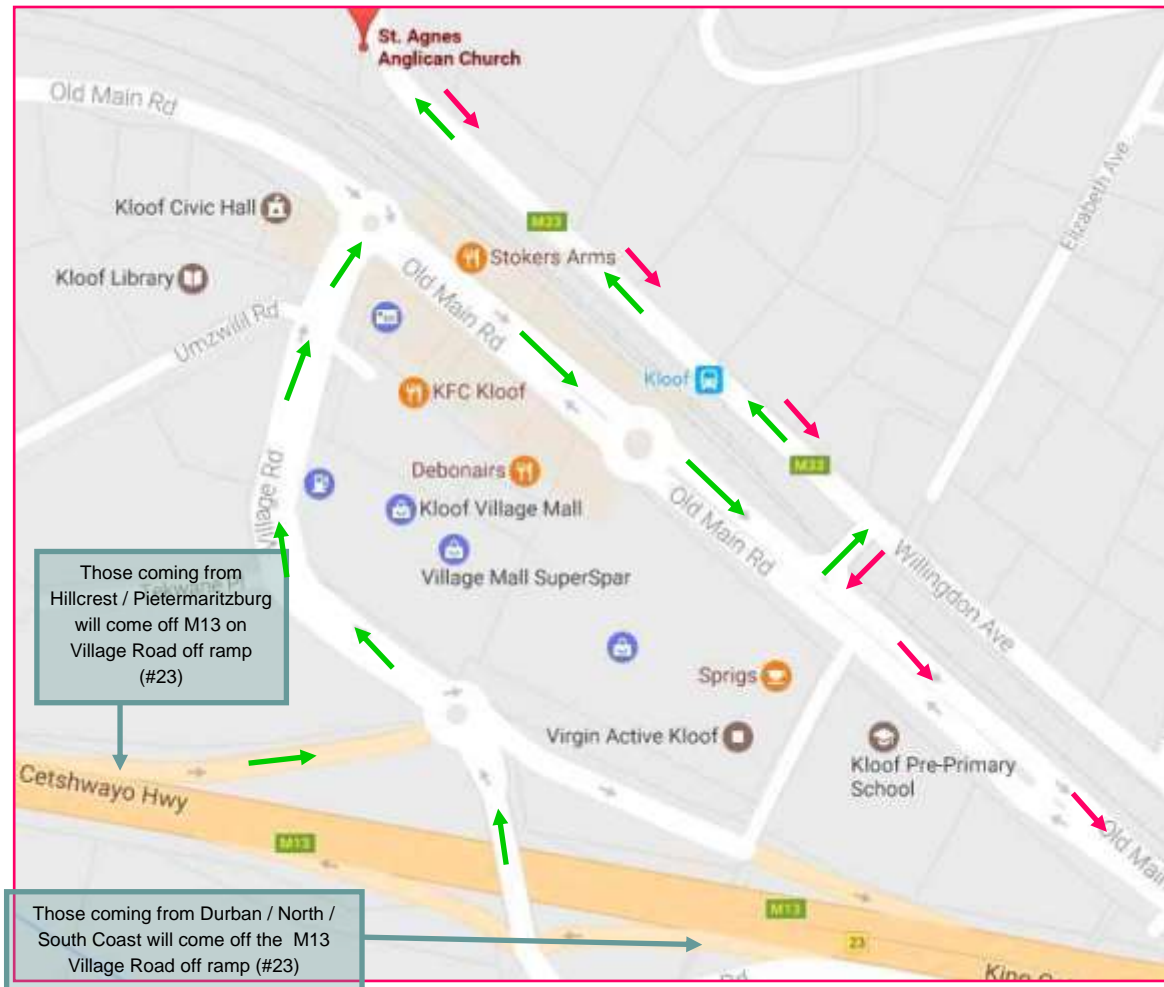 St. Agnes
Anglican Church
Old Main Rd
Elizabeth Ave
Kloof Civic Hall
M33
Stokers Arms
Kloof Library
Old Main Rd
Umzwilil Rd
Kloof
KFC Kloof
M33
Debonairs
Village Rd
Kloof Village Mall
Old Main Rd
Willingdon Ave
Village Mall SuperSpar
Those coming from
Hillcrest / Pietermaritzburg
will come off M13 on
Village Road off ramp
(#23)
Sprigs
Virgin Active Kloof
Kloof Pre-Primary
School
Cetshwayo Hwy
M13
Old Main
Those coming from Durban / North /
South Coast will come off the M13
Village Road off ramp (#23)
M13
23
King